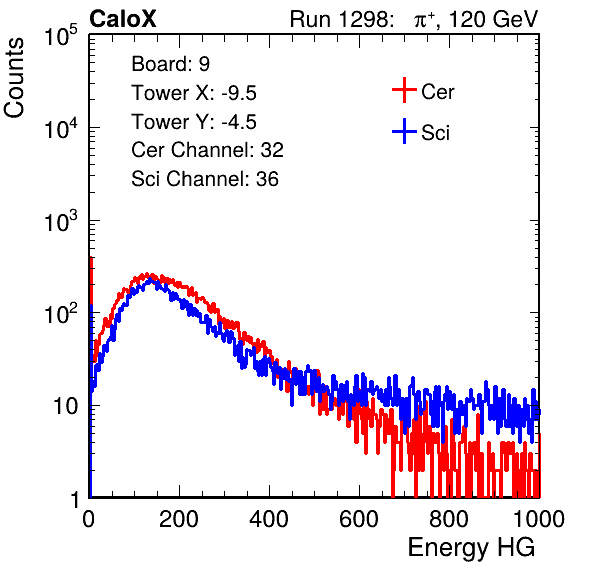 CaloX Run 1298: π⁺, 120 GeV
Counts
10⁵
10⁴
10³
10²
10
1
Board: 9
Tower X: -9.5
Tower Y: -4.5
Cer Channel: 32
Sci Channel: 36
Cer
Sci
0 200 400 600 800 1000
Energy HG